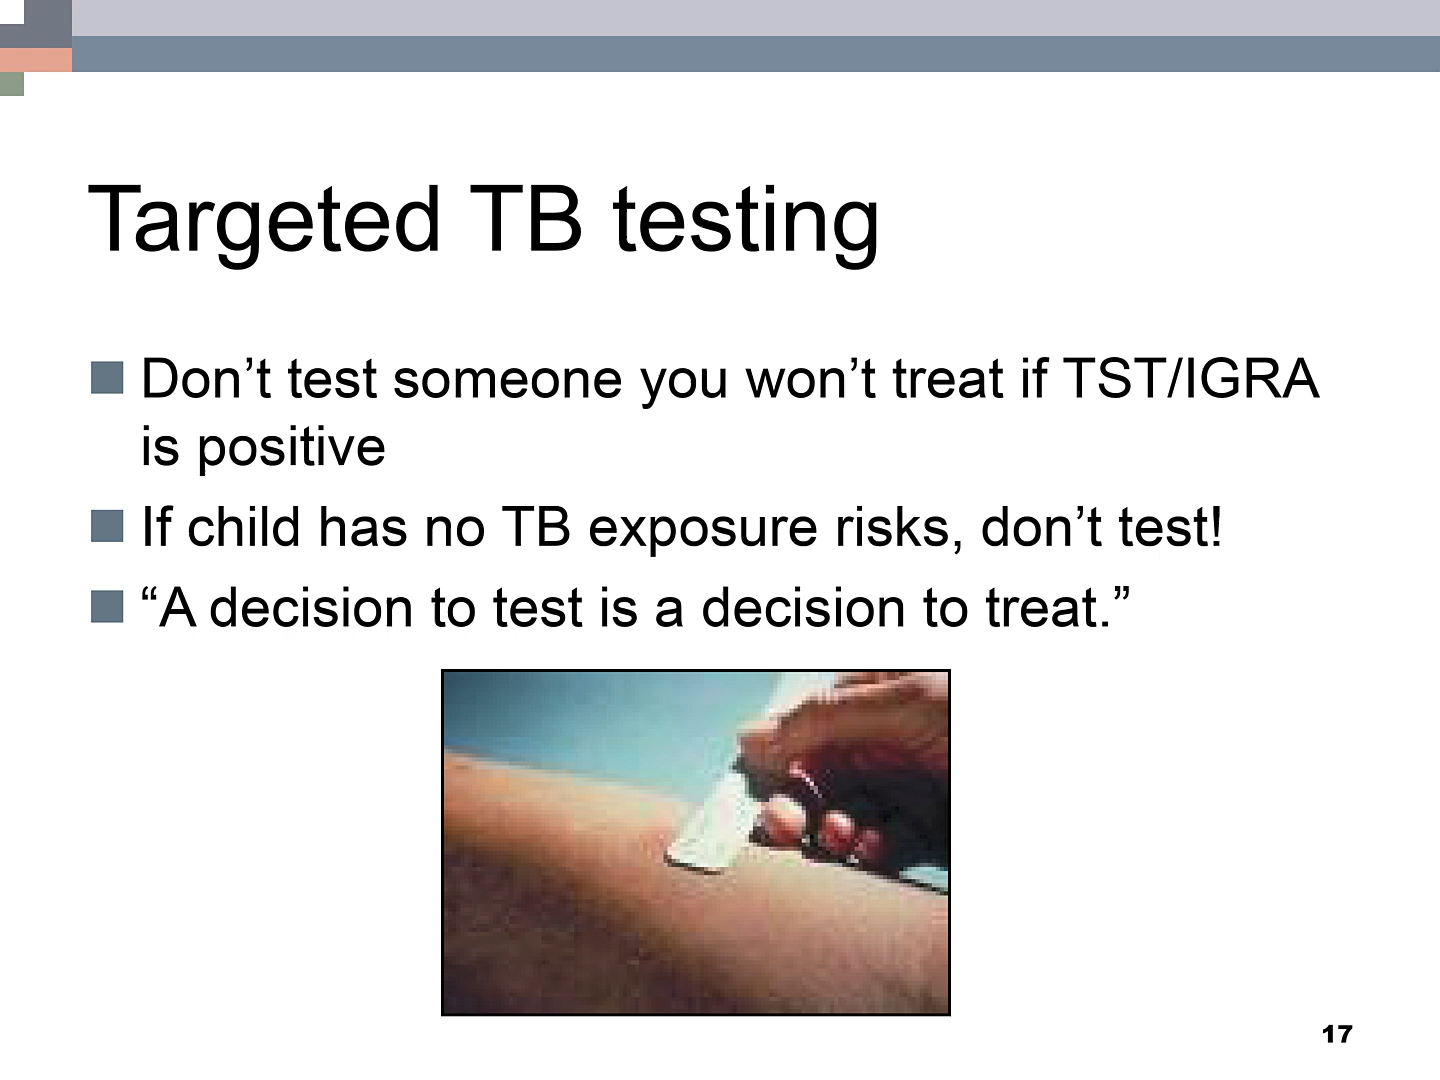 Targeted TB testing
Don’t test someone you won’t treat if TST/IGRA
is positive
If child has no TB exposure risks, don’t test!
“A decision to test is a decision to treat.”
17